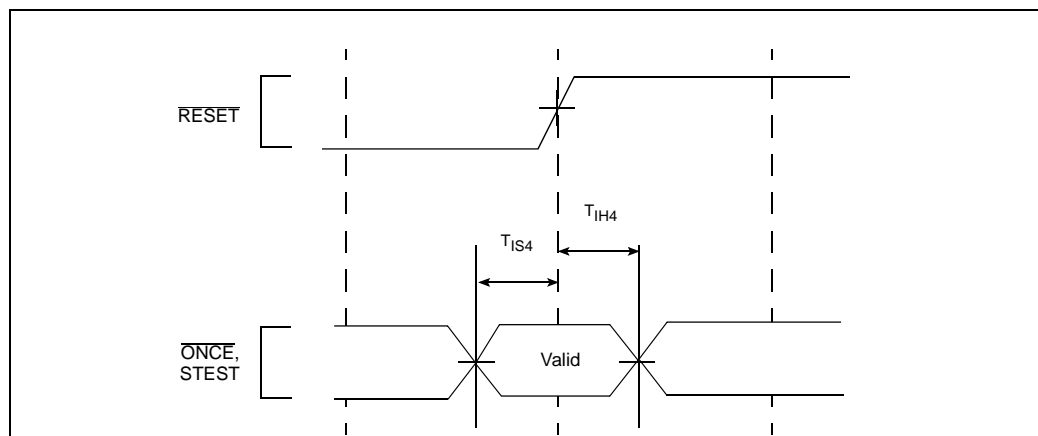 RESET
TIH4
TIS4
ONCE,
STEST
Valid